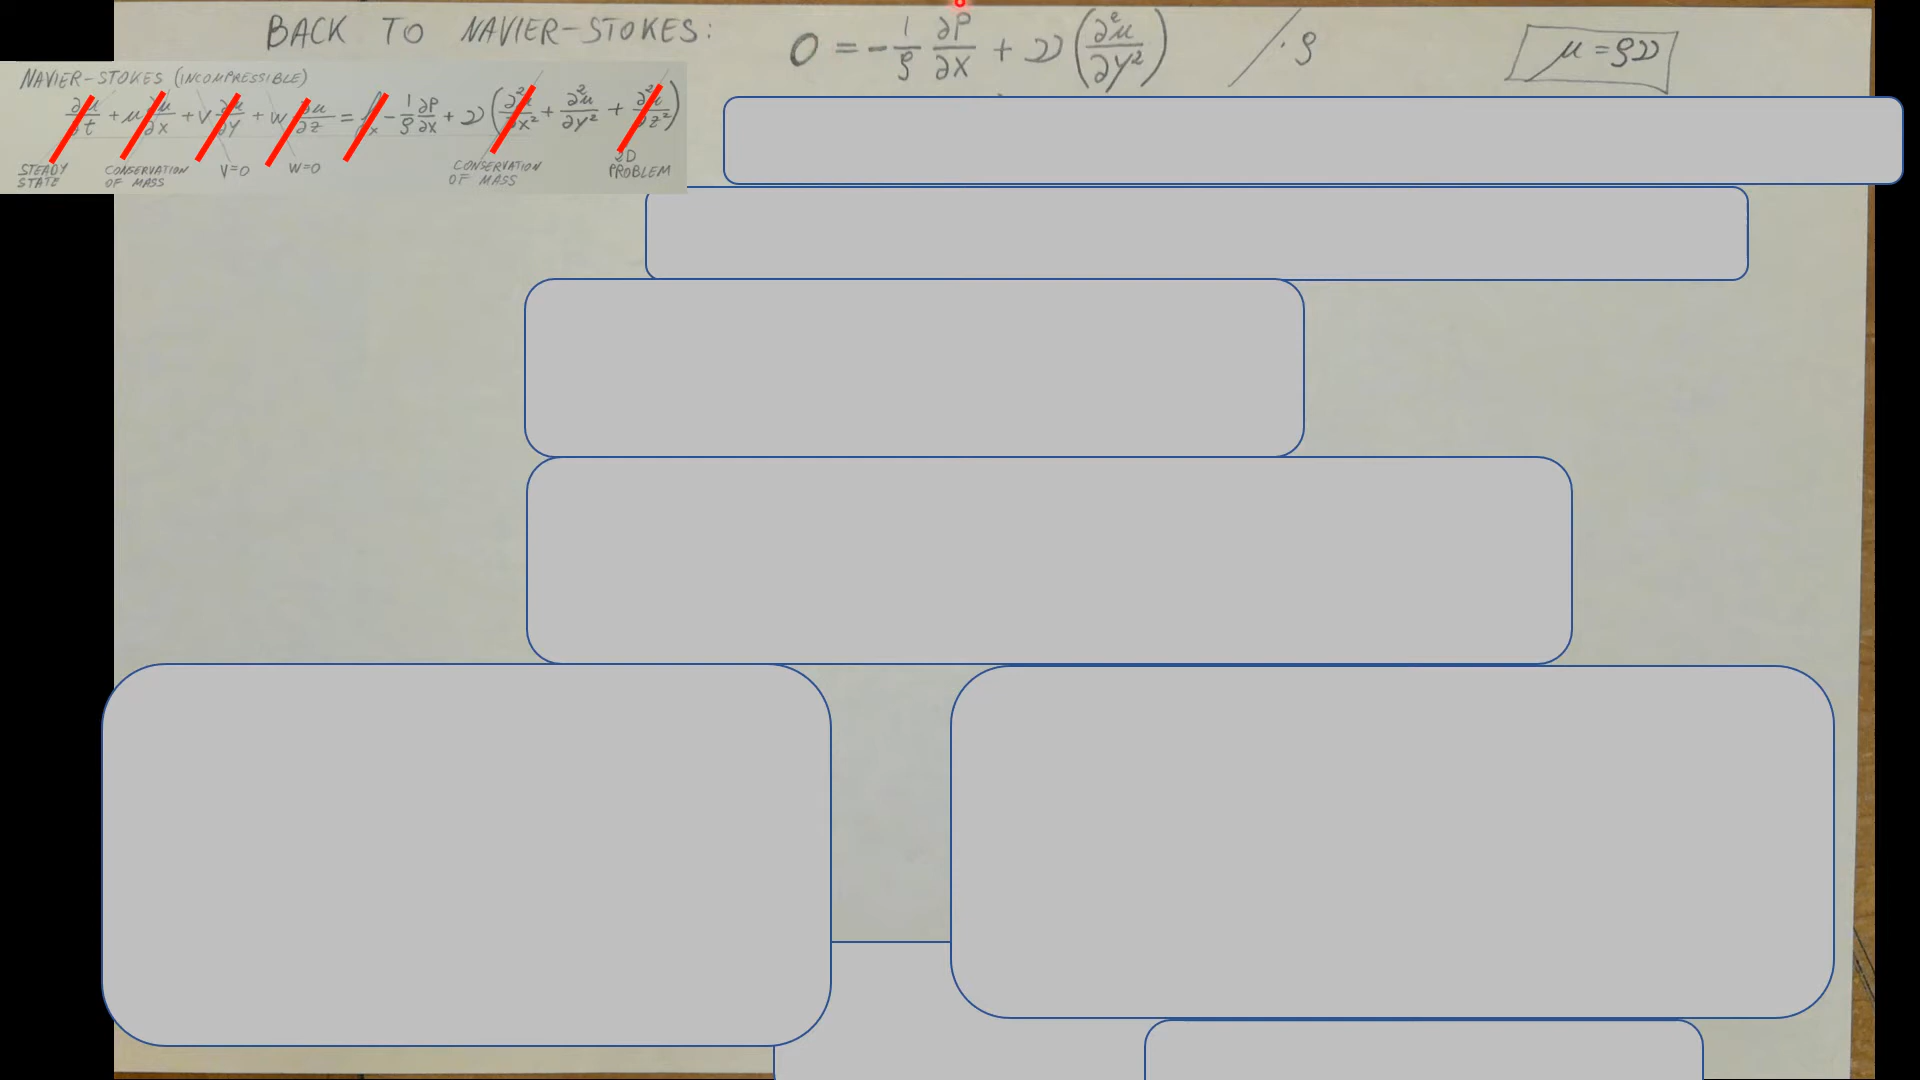 BACK TO NAVIER-STOKES:
0 = -1/ρ ∂P/∂x + ν (∂²u/∂y²) / · ρ
μ = ρν
NAVIER-STOKES (INCOMPRESSIBLE)
∂u/∂t + u ∂u/∂x + v ∂u/∂y + w ∂u/∂z = f_x - 1/ρ ∂P/∂x + ν (∂²u/∂x² + ∂²u/∂y² + ∂²u/∂z²)
STEADY STATE
CONSERVATION OF MASS
V=0
W=0
CONSERVATION OF MASS
2D PROBLEM